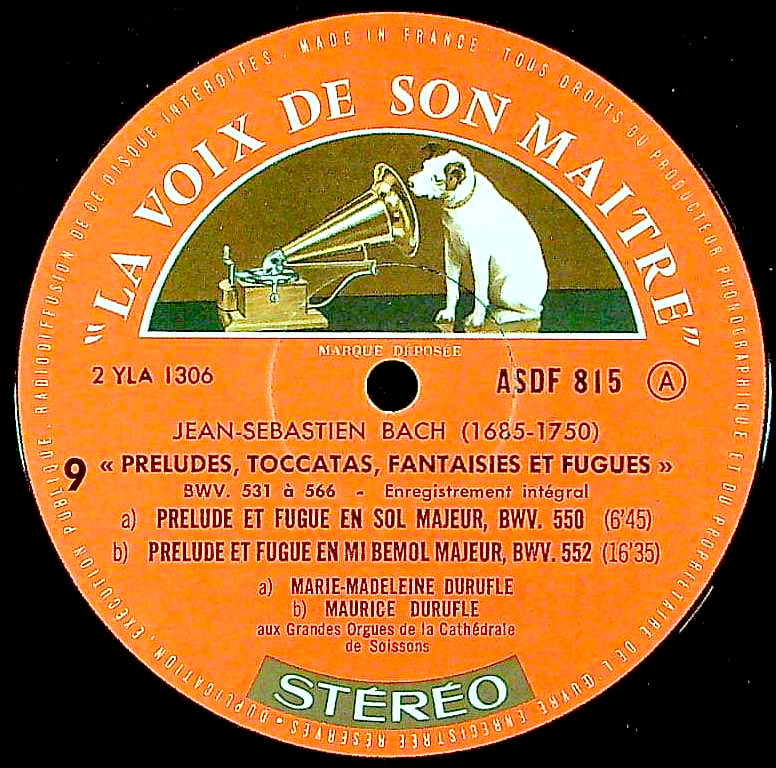 MADE IN FRANCE · TOUS DROITS DU PRODUCTEUR PHONOGRAPHIQUE ET DU PROPRIETAIRE DE L'ŒUVRE ENREGISTREE RESERVES · DUPLICATION, EXECUTION PUBLIQUE, RADIODIFFUSION DE CE DISQUE INTERDITES ·
"LA VOIX DE SON MAITRE"
MARQUE DÉPOSÉE
2 YLA 1306
ASDF 815 A
JEAN-SEBASTIEN BACH (1685-1750)
9 « PRELUDES, TOCCATAS, FANTAISIES ET FUGUES »
BWV. 531 à 566 - Enregistrement intégral
a) PRELUDE ET FUGUE EN SOL MAJEUR, BWV. 550 (6'45)
b) PRELUDE ET FUGUE EN MI BEMOL MAJEUR, BWV. 552 (16'35)
a) MARIE-MADELEINE DURUFLE
b) MAURICE DURUFLE
aux Grandes Orgues de la Cathédrale
de Soissons
STÉRÉO